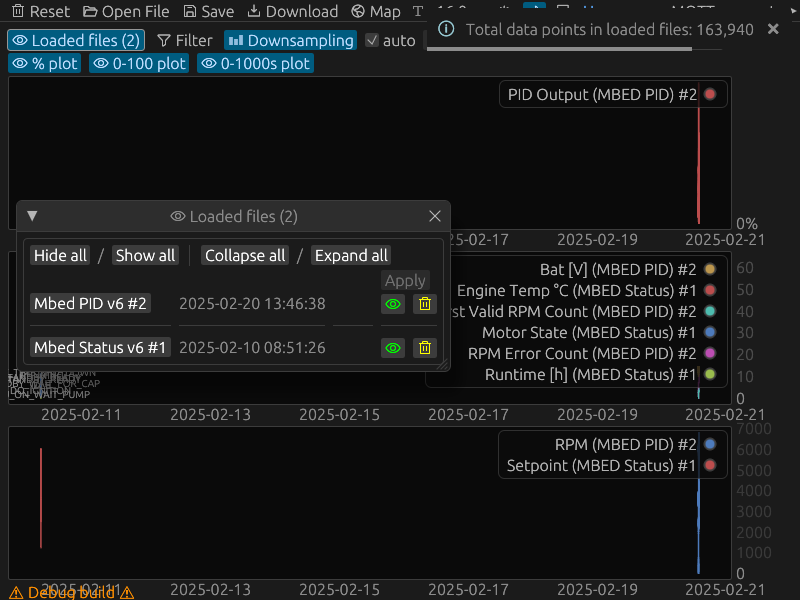 Reset Open File Save Download Map
Total data points in loaded files: 163,940
Loaded files (2) Filter Downsampling auto
% plot 0-100 plot 0-1000s plot
PID Output (MBED PID) #2
0%
2025-02-17 2025-02-19 2025-02-21
Loaded files (2)
Hide all / Show all Collapse all / Expand all
Apply
Mbed PID v6 #2 2025-02-20 13:46:38
Mbed Status v6 #1 2025-02-10 08:51:26
Bat [V] (MBED PID) #2
Engine Temp °C (MBED Status) #1
Valid RPM Count (MBED PID) #2
Motor State (MBED Status) #1
RPM Error Count (MBED PID) #2
Runtime [h] (MBED Status) #1
60
50
40
30
20
10
0
ON_WAIT_PUMP
2025-02-11 2025-02-13 2025-02-15 2025-02-17 2025-02-19 2025-02-21
RPM (MBED PID) #2
Setpoint (MBED Status) #1
7000
6000
5000
4000
3000
2000
1000
0
2025-02-11 2025-02-13 2025-02-15 2025-02-17 2025-02-19 2025-02-21
Debug build